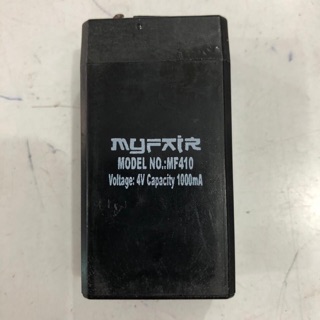 MYFAIR
MODEL NO.:MF410
Voltage: 4V Capacity 1000mA